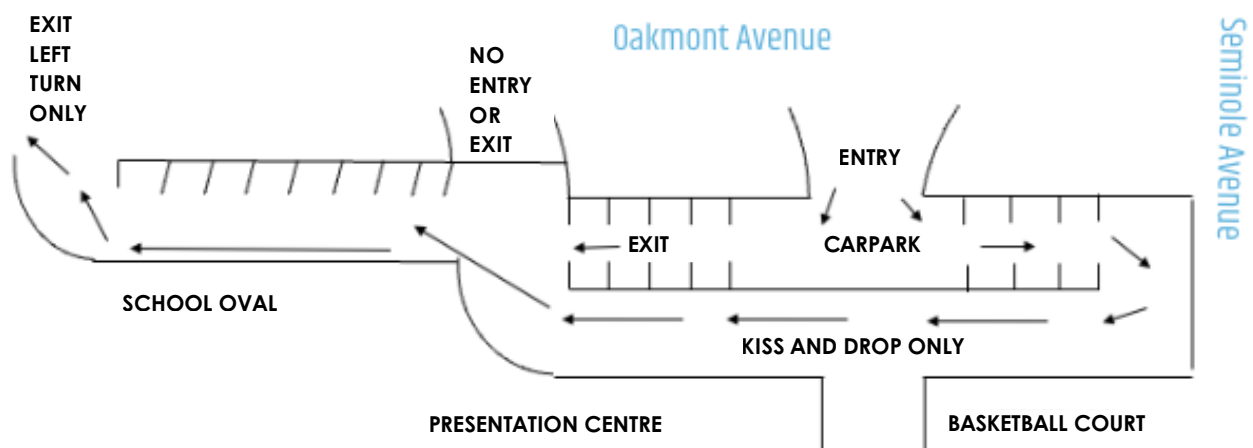 EXIT
LEFT
TURN
ONLY
NO
ENTRY
OR
EXIT
Oakmont Avenue
Seminole Avenue
ENTRY
EXIT
CARPARK
SCHOOL OVAL
KISS AND DROP ONLY
PRESENTATION CENTRE
BASKETBALL COURT